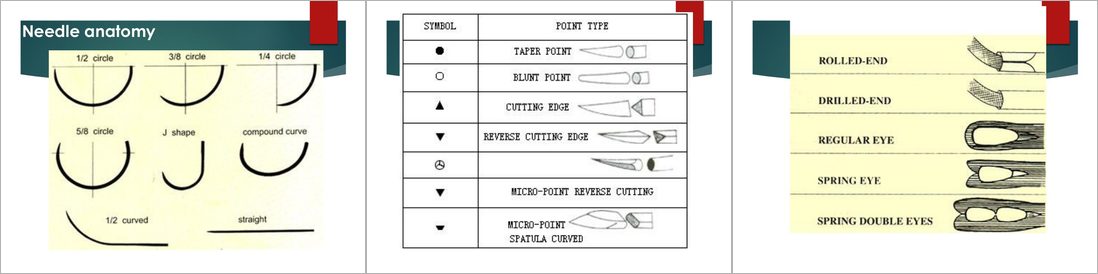 Needle anatomy
1/2 circle
3/8 circle
1/4 circle
5/8 circle
J shape
compound curve
1/2 curved
straight
SYMBOL POINT TYPE
TAPER POINT
BLUNT POINT
CUTTING EDGE
REVERSE CUTTING EDGE
MICRO-POINT REVERSE CUTTING
MICRO-POINT
SPATULA CURVED
ROLLED-END
DRILLED-END
REGULAR EYE
SPRING EYE
SPRING DOUBLE EYES